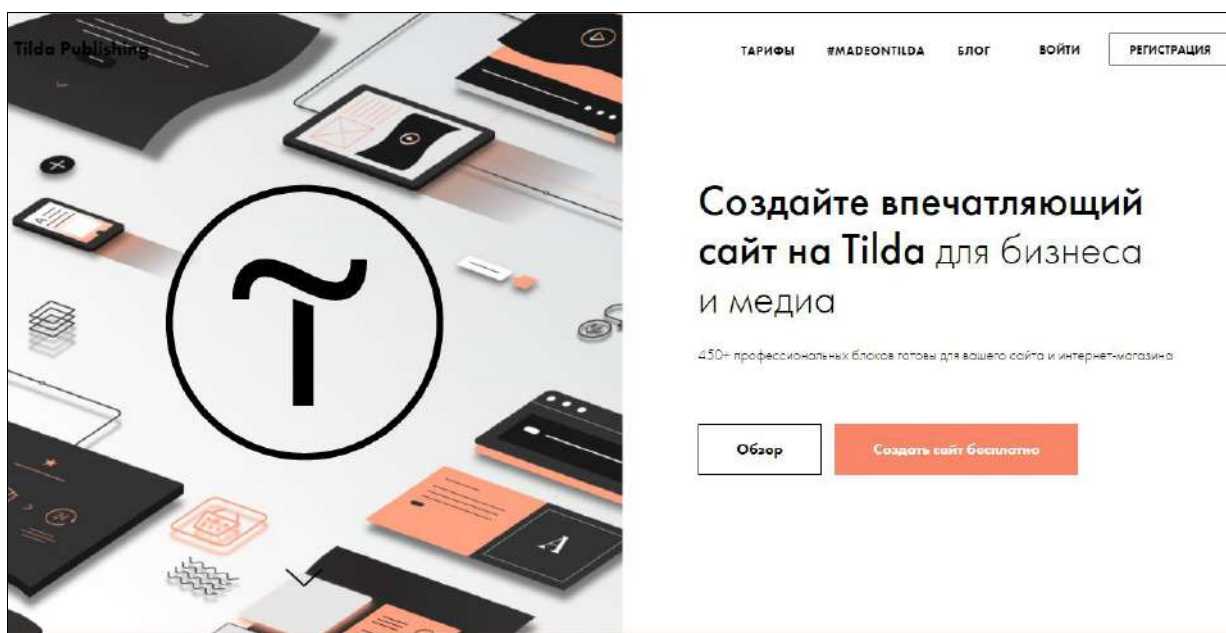 Tilda Publishing
ТАРИФЫ #MADEONTILDA БЛОГ ВОЙТИ РЕГИСТРАЦИЯ
Создайте впечатляющий
сайт на Tilda для бизнеса
и медиа
450+ профессиональных блоков готовы для вашего сайта и интернет-магазина
Обзор Создать сайт бесплатно
A
A